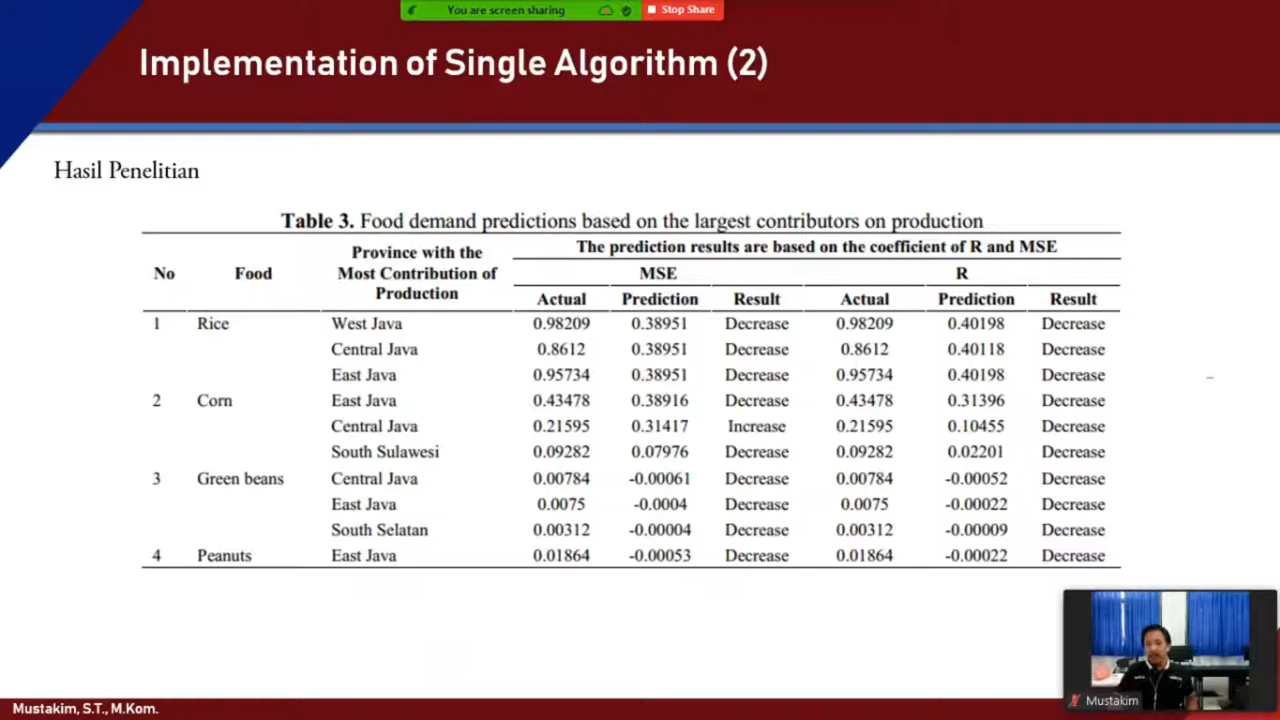 You are screen sharing
Stop Share
Implementation of Single Algorithm (2)
Hasil Penelitian
Table 3. Food demand predictions based on the largest contributors on production
No Food Province with the Most Contribution of Production The prediction results are based on the coefficient of R and MSE
MSE R
Actual Prediction Result Actual Prediction Result
1 Rice West Java 0.98209 0.38951 Decrease 0.98209 0.40198 Decrease
Central Java 0.8612 0.38951 Decrease 0.8612 0.40118 Decrease
East Java 0.95734 0.38951 Decrease 0.95734 0.40198 Decrease
2 Corn East Java 0.43478 0.38916 Decrease 0.43478 0.31396 Decrease
Central Java 0.21595 0.31417 Increase 0.21595 0.10455 Decrease
South Sulawesi 0.09282 0.07976 Decrease 0.09282 0.02201 Decrease
3 Green beans Central Java 0.00784 -0.00061 Decrease 0.00784 -0.00052 Decrease
East Java 0.0075 -0.0004 Decrease 0.0075 -0.00022 Decrease
South Selatan 0.00312 -0.00004 Decrease 0.00312 -0.00009 Decrease
4 Peanuts East Java 0.01864 -0.00053 Decrease 0.01864 -0.00022 Decrease
Mustakim
Mustakim, S.T., M.Kom.